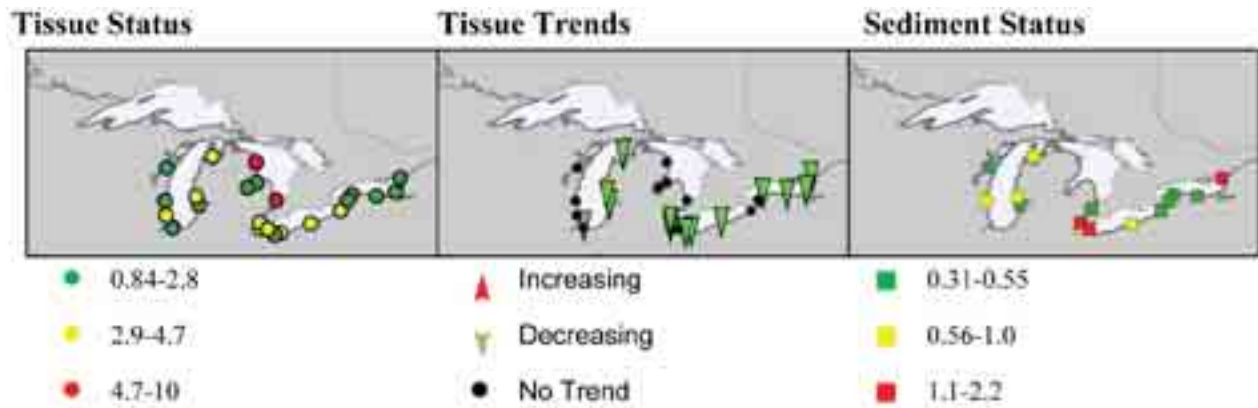 Tissue Status Tissue Trends Sediment Status
0.84-2.8 Increasing 0.31-0.55
2.9-4.7 Decreasing 0.56-1.0
4.7-10 No Trend 1.1-2.2